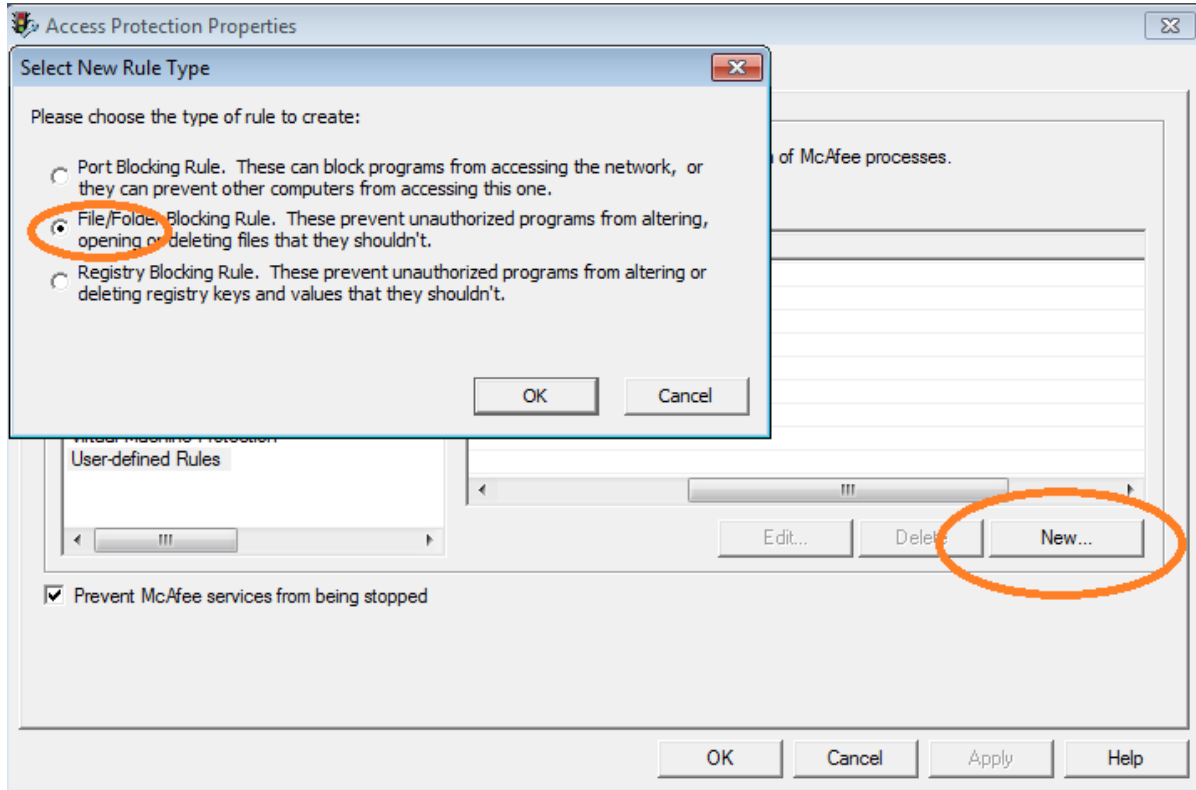 Access Protection Properties
Select New Rule Type
Please choose the type of rule to create:
Port Blocking Rule.  These can block programs from accessing the network,  or
they can prevent other computers from accessing this one.
File/Folder Blocking Rule.  These prevent unauthorized programs from altering,
opening or deleting files that they shouldn't.
Registry Blocking Rule.  These prevent unauthorized programs from altering or
deleting registry keys and values that they shouldn't.
OK Cancel
of McAfee processes.
Virtual Machine Protection
User-defined Rules
Edit... Delete New...
Prevent McAfee services from being stopped
OK Cancel Apply Help